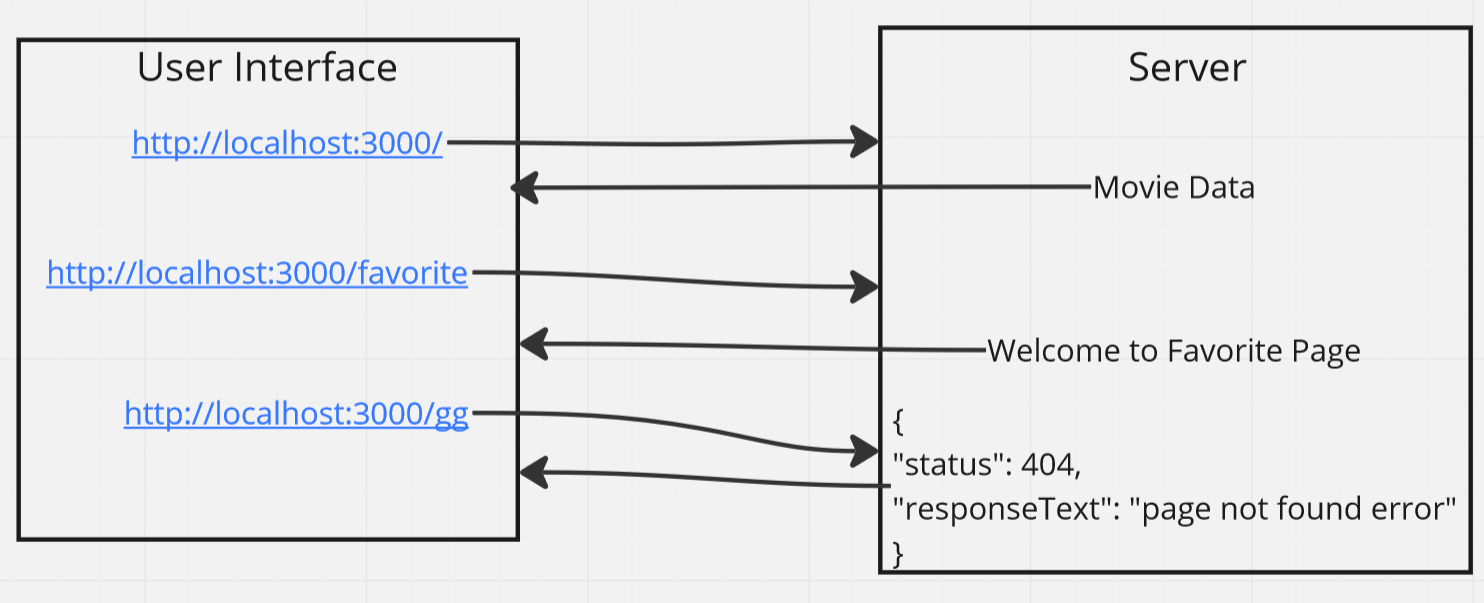 User Interface
Server
http://localhost:3000/
Movie Data
http://localhost:3000/favorite
Welcome to Favorite Page
http://localhost:3000/gg
{
"status": 404,
"responseText": "page not found error"
}